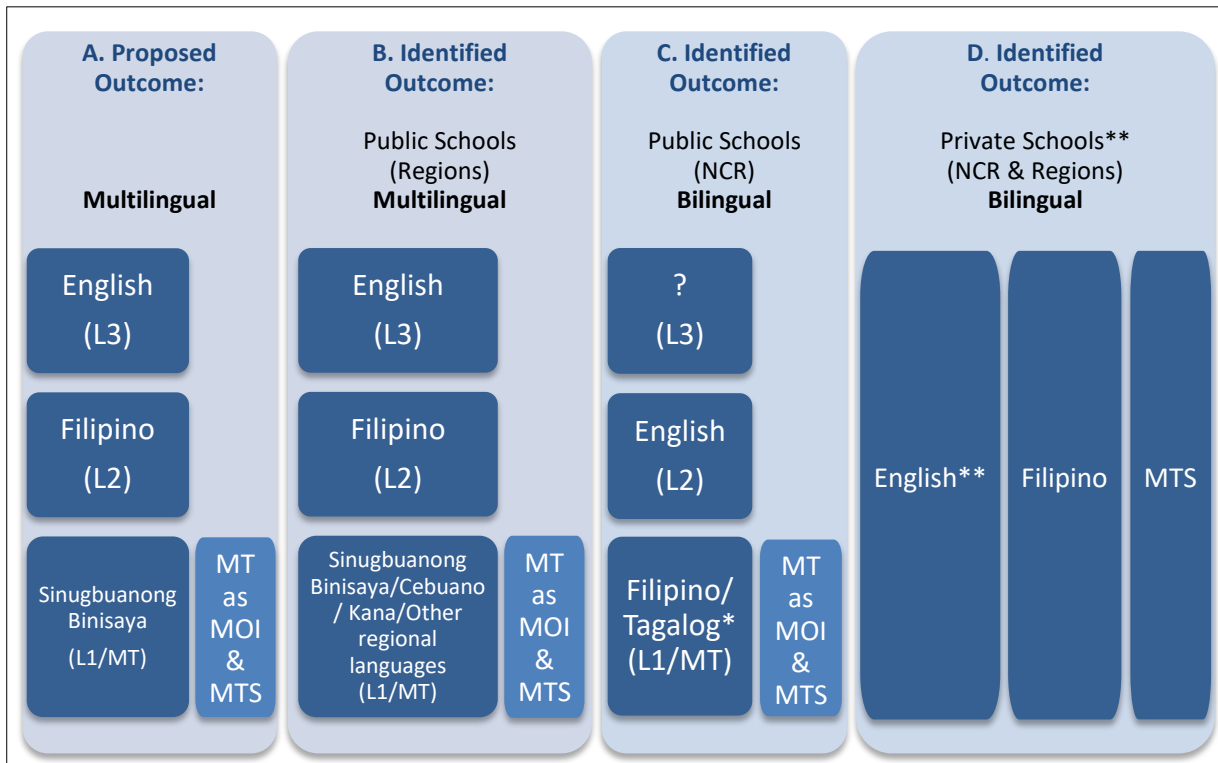 A. Proposed
Outcome:
Multilingual
English
(L3)
Filipino
(L2)
Sinugbuanong
Binisaya
(L1/MT)
MT
as
MOI
&
MTS
B. Identified
Outcome:
Public Schools
(Regions)
Multilingual
English
(L3)
Filipino
(L2)
Sinugbuanong
Binisaya/Cebuano
/ Kana/Other
regional
languages
(L1/MT)
MT
as
MOI
&
MTS
C. Identified
Outcome:
Public Schools
(NCR)
Bilingual
?
(L3)
English
(L2)
Filipino/
Tagalog*
(L1/MT)
MT
as
MOI
&
MTS
D. Identified
Outcome:
Private Schools**
(NCR & Regions)
Bilingual
English**
Filipino
MTS